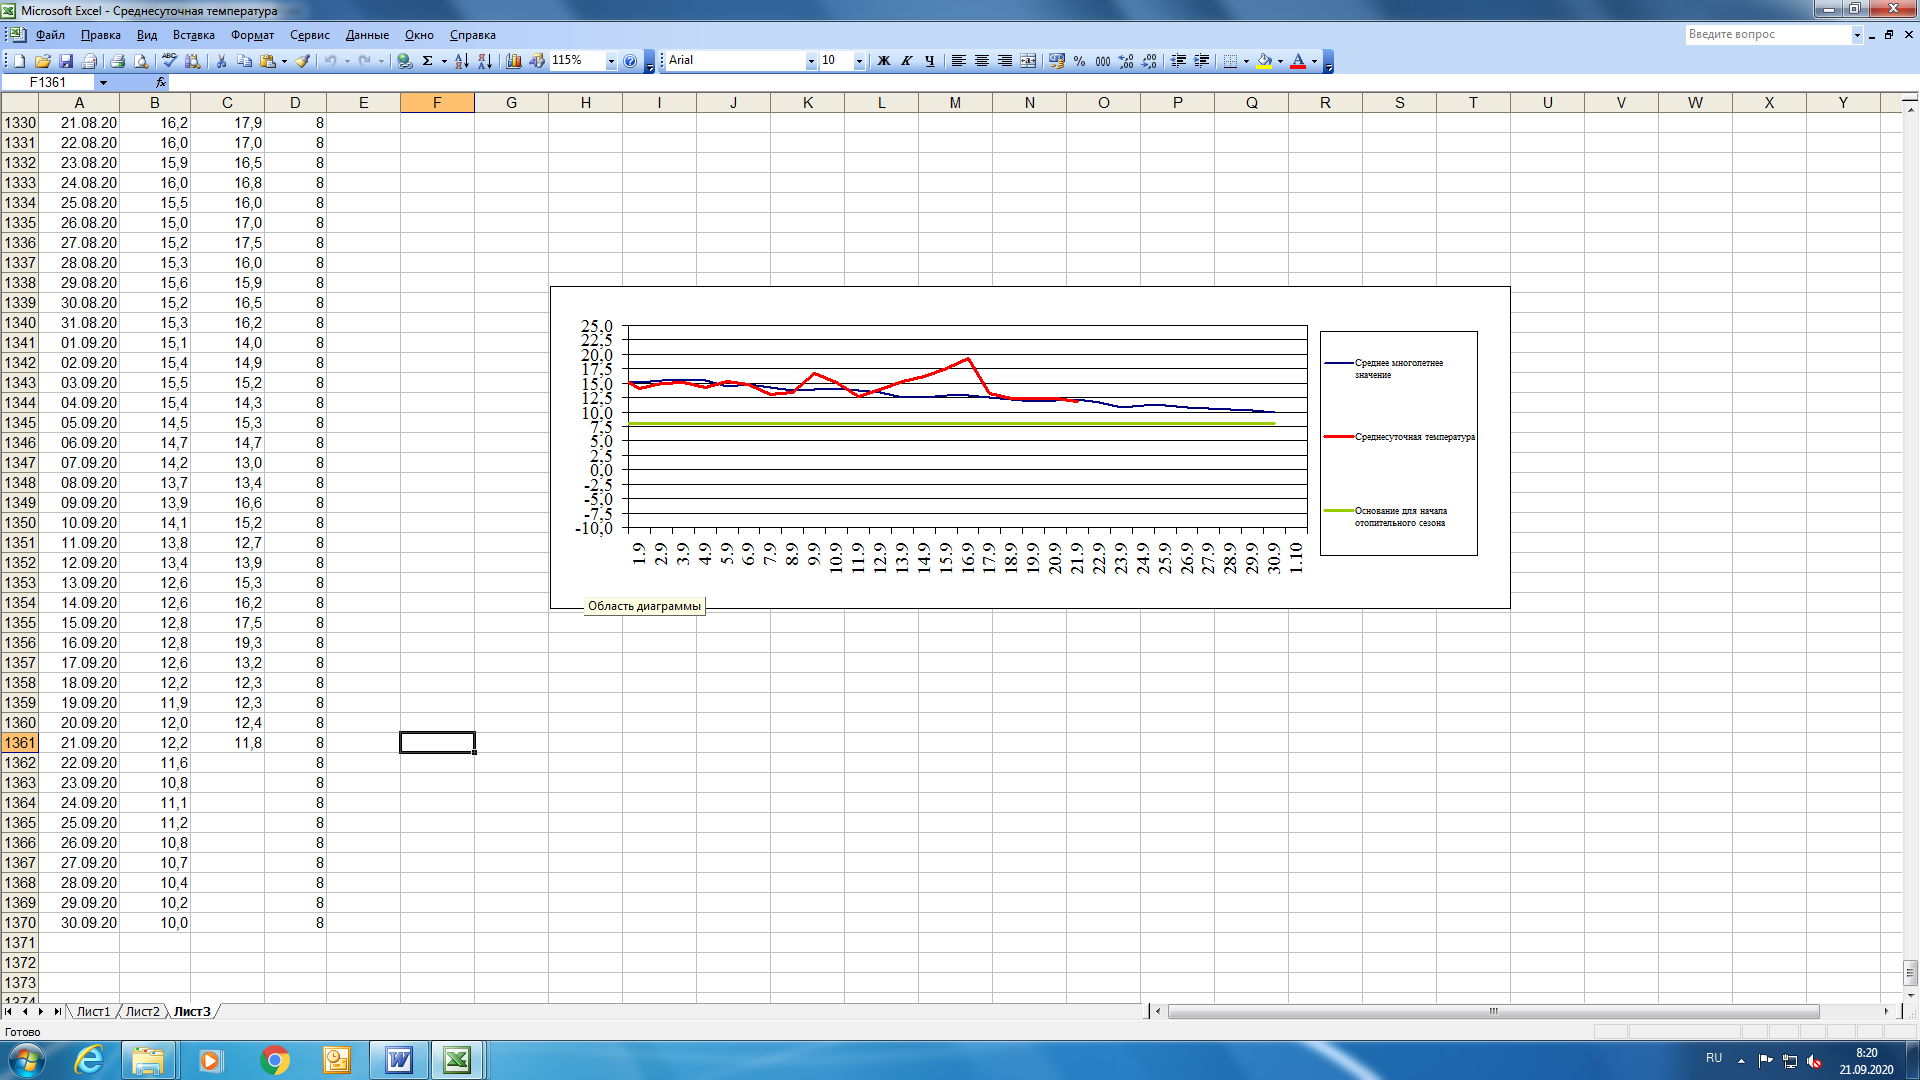 Microsoft Excel - Среднесуточная температура
Файл Правка Вид Вставка Формат Сервис Данные Окно Справка
Введите вопрос
115%
Arial
10
Ж К Ч
F1361
fx
A B C D E F G H I J K L M N O P Q R S T U V W X Y
1330 21.08.20 16,2 17,9 8
1331 22.08.20 16,0 17,0 8
1332 23.08.20 15,9 16,5 8
1333 24.08.20 16,0 16,8 8
1334 25.08.20 15,5 16,0 8
1335 26.08.20 15,0 17,0 8
1336 27.08.20 15,2 17,5 8
1337 28.08.20 15,3 16,0 8
1338 29.08.20 15,6 15,9 8
1339 30.08.20 15,2 16,5 8
1340 31.08.20 15,3 16,2 8
1341 01.09.20 15,1 14,0 8
1342 02.09.20 15,4 14,9 8
1343 03.09.20 15,5 15,2 8
1344 04.09.20 15,4 14,3 8
1345 05.09.20 14,5 15,3 8
1346 06.09.20 14,7 14,7 8
1347 07.09.20 14,2 13,0 8
1348 08.09.20 13,7 13,4 8
1349 09.09.20 13,9 16,6 8
1350 10.09.20 14,1 15,2 8
1351 11.09.20 13,8 12,7 8
1352 12.09.20 13,4 13,9 8
1353 13.09.20 12,6 15,3 8
1354 14.09.20 12,6 16,2 8
1355 15.09.20 12,8 17,5 8
1356 16.09.20 12,8 19,3 8
1357 17.09.20 12,6 13,2 8
1358 18.09.20 12,2 12,3 8
1359 19.09.20 11,9 12,3 8
1360 20.09.20 12,0 12,4 8
1361 21.09.20 12,2 11,8 8
1362 22.09.20 11,6 8
1363 23.09.20 10,8 8
1364 24.09.20 11,1 8
1365 25.09.20 11,2 8
1366 26.09.20 10,8 8
1367 27.09.20 10,7 8
1368 28.09.20 10,4 8
1369 29.09.20 10,2 8
1370 30.09.20 10,0 8
1371
1372
1373
1374
25,0
22,5
20,0
17,5
15,0
12,5
10,0
7,5
5,0
2,5
0,0
-2,5
-5,0
-7,5
-10,0
1.9 2.9 3.9 4.9 5.9 6.9 7.9 8.9 9.9 10.9 11.9 12.9 13.9 14.9 15.9 16.9 17.9 18.9 19.9 20.9 21.9 22.9 23.9 24.9 25.9 26.9 27.9 28.9 29.9 30.9 1.10
Среднее многолетнее
значение
Среднесуточная температура
Основание для начала
отопительного сезона
Область диаграммы
Лист1 Лист2 Лист3
Готово
RU
8:20
21.09.2020